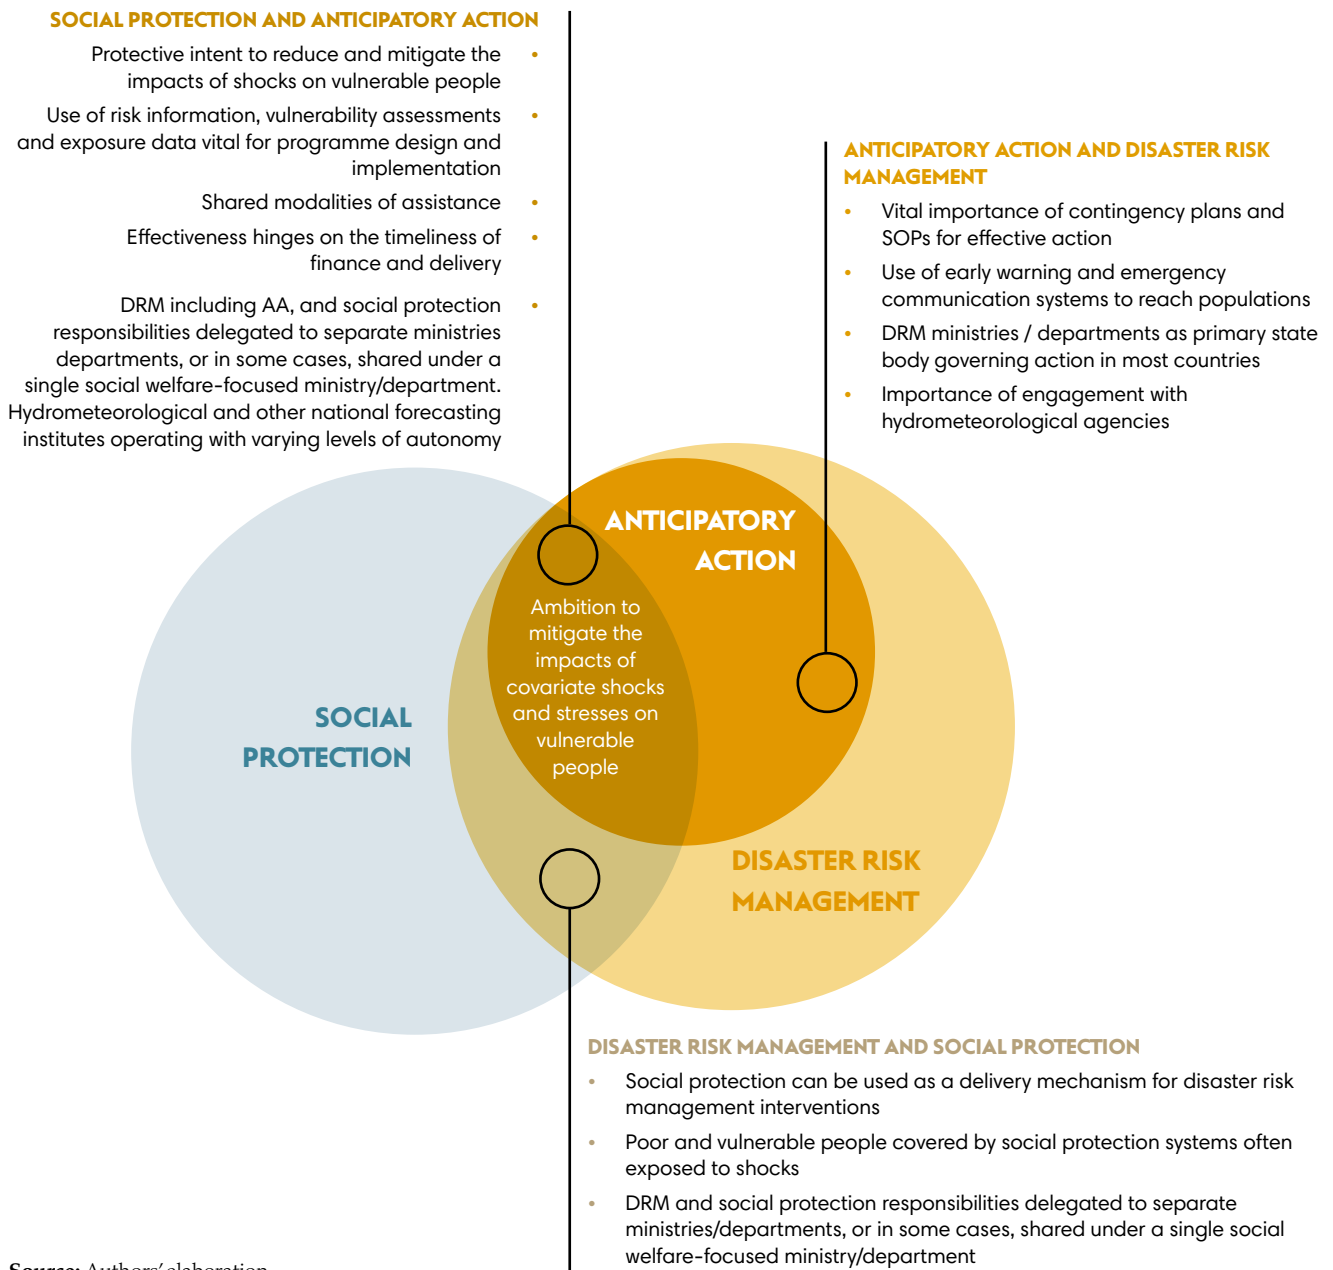 SOCIAL PROTECTION AND ANTICIPATORY ACTION
• Protective intent to reduce and mitigate the
impacts of shocks on vulnerable people
• Use of risk information, vulnerability assessments
and exposure data vital for programme design and
implementation
• Shared modalities of assistance
• Effectiveness hinges on the timeliness of
finance and delivery
• DRM including AA, and social protection
responsibilities delegated to separate ministries
departments, or in some cases, shared under a
single social welfare-focused ministry/department.
Hydrometeorological and other national forecasting
institutes operating with varying levels of autonomy
ANTICIPATORY ACTION AND DISASTER RISK
MANAGEMENT
• Vital importance of contingency plans and
SOPs for effective action
• Use of early warning and emergency
communication systems to reach populations
• DRM ministries / departments as primary state
body governing action in most countries
• Importance of engagement with
hydrometeorological agencies
ANTICIPATORY
ACTION
Ambition to
mitigate the
impacts of
covariate shocks
and stresses on
vulnerable
people
SOCIAL
PROTECTION
DISASTER RISK
MANAGEMENT
DISASTER RISK MANAGEMENT AND SOCIAL PROTECTION
• Social protection can be used as a delivery mechanism for disaster risk
management interventions
• Poor and vulnerable people covered by social protection systems often
exposed to shocks
• DRM and social protection responsibilities delegated to separate
ministries/departments, or in some cases, shared under a single social
welfare-focused ministry/department
Source: Authors' elaboration